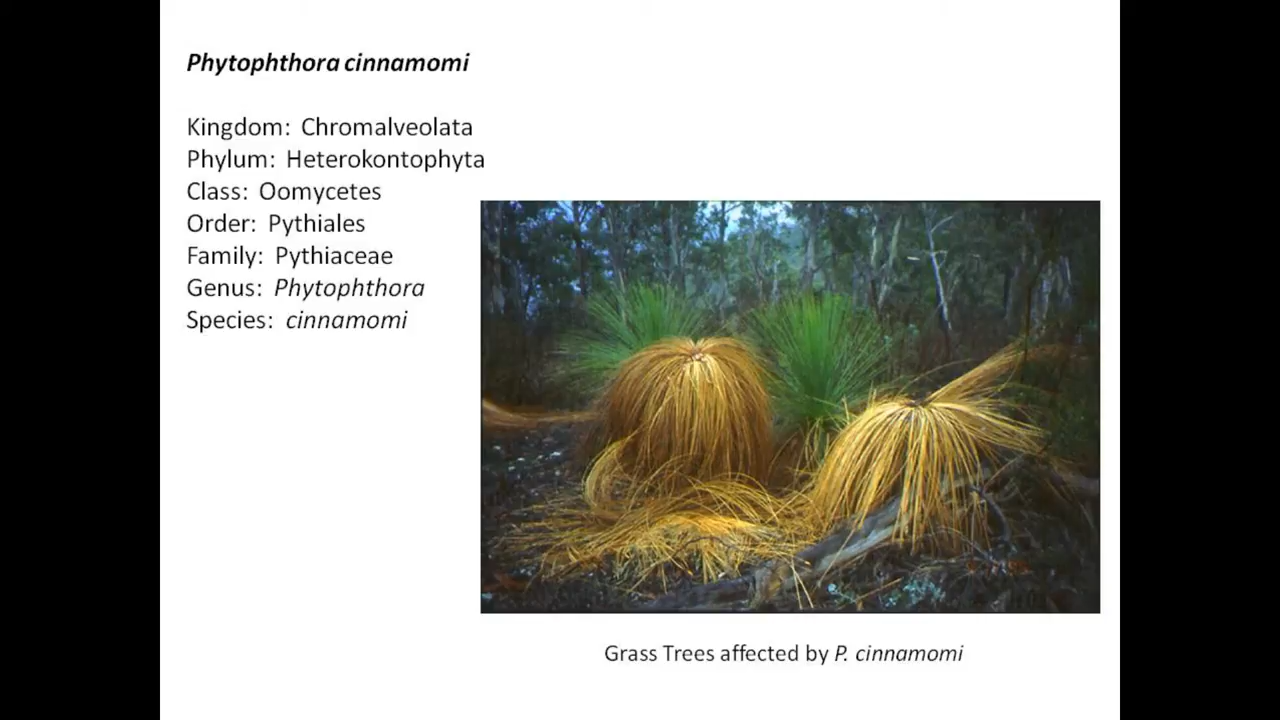 Phytophthora cinnamomi
Kingdom: Chromalveolata
Phylum: Heterokontophyta
Class: Oomycetes
Order: Pythiales
Family: Pythiaceae
Genus: Phytophthora
Species: cinnamomi
Grass Trees affected by P. cinnamomi